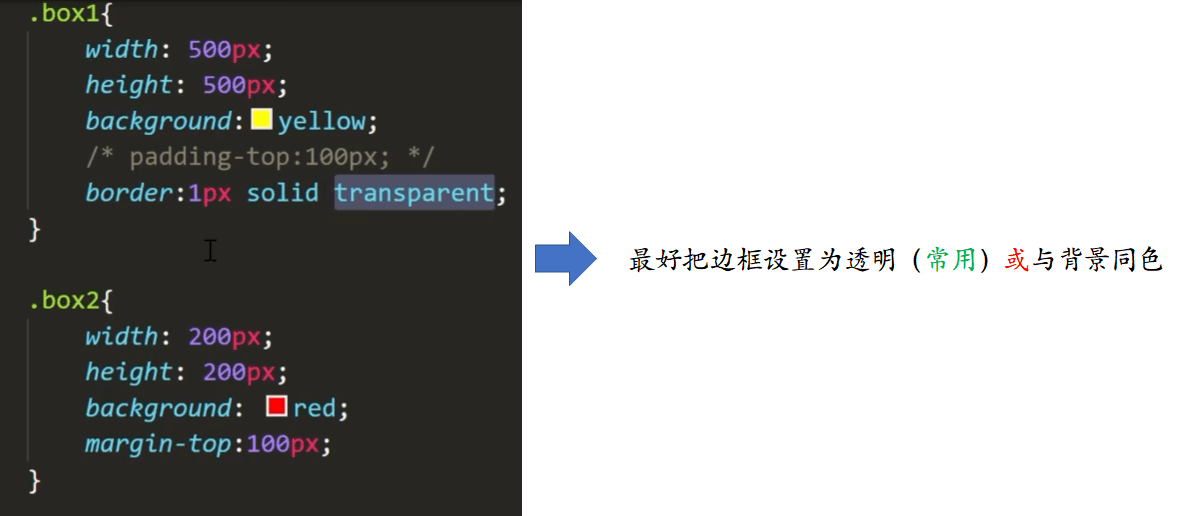 .box1{
width: 500px;
height: 500px;
background: yellow;
/* padding-top:100px; */
border:1px solid transparent;
}
.box2{
width: 200px;
height: 200px;
background: red;
margin-top:100px;
}
最好把边框设置为透明（常用）或与背景同色